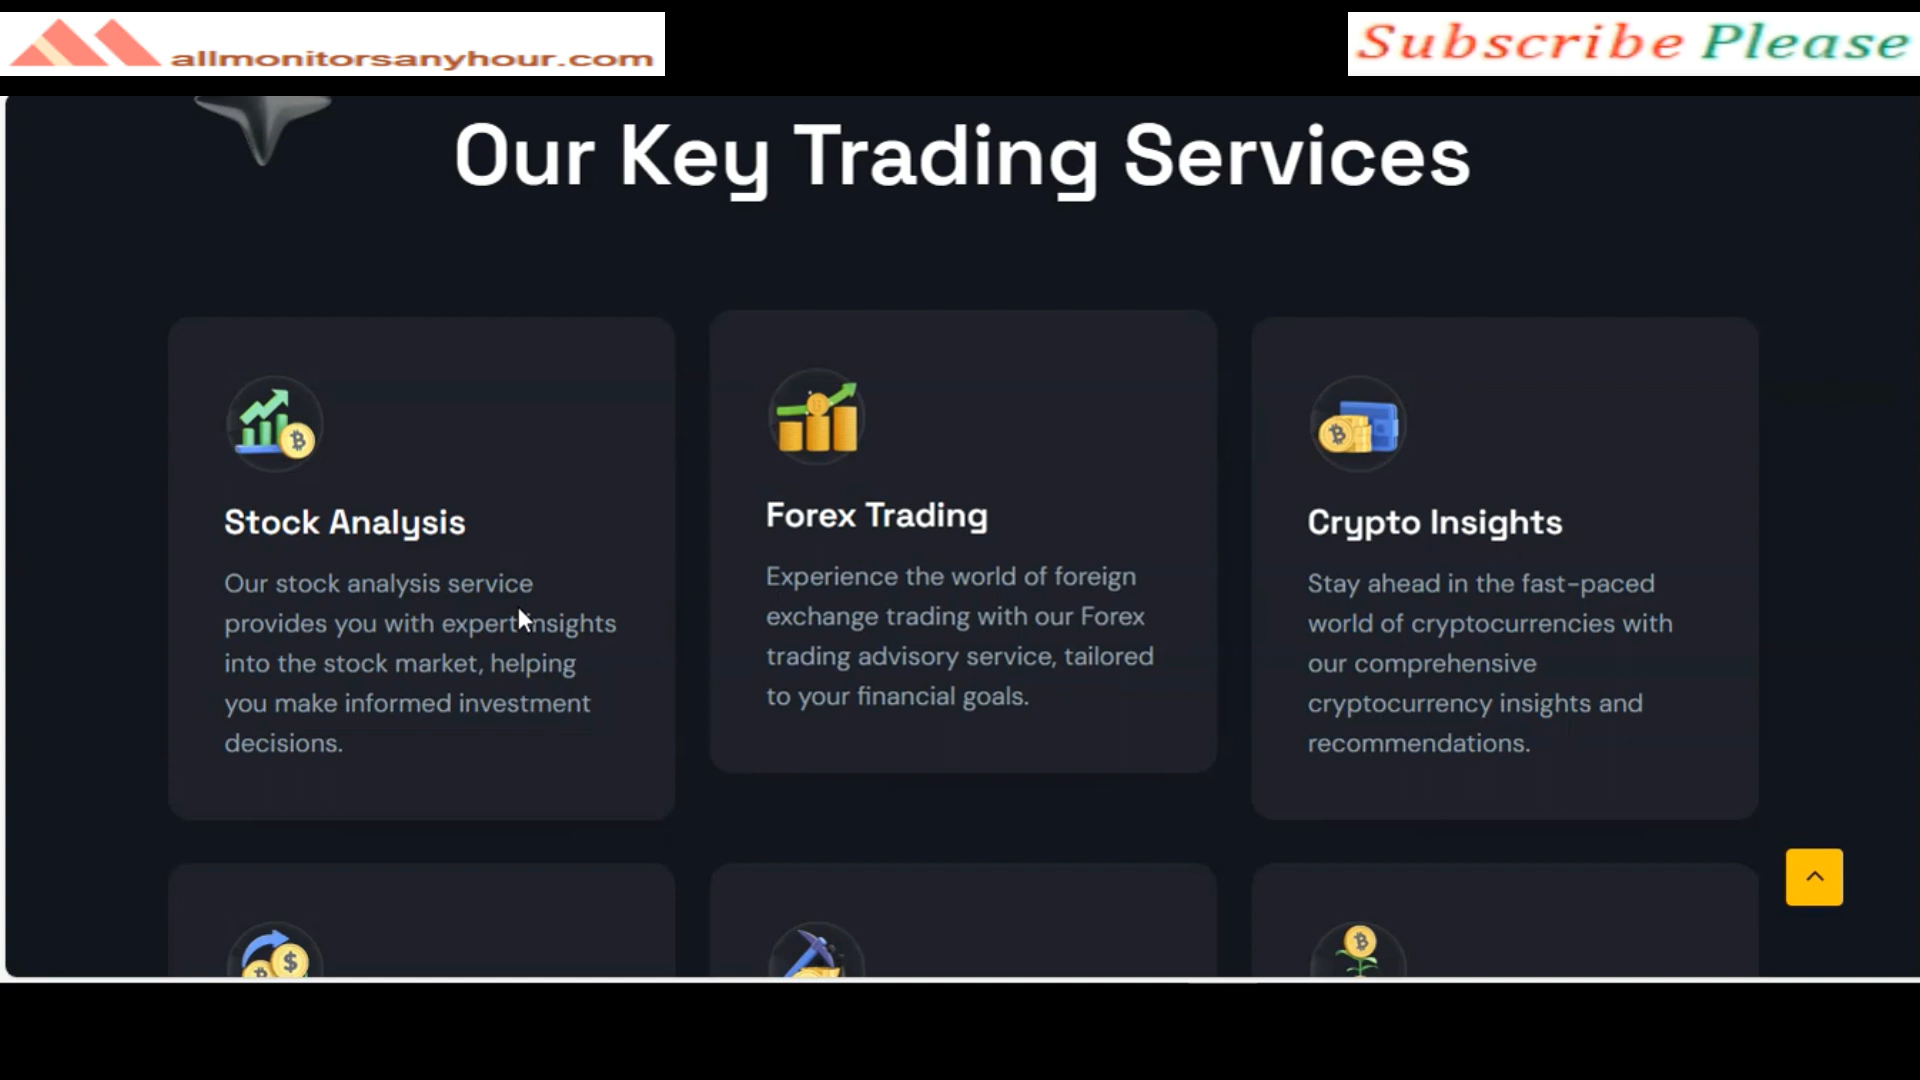 allmonitorsanyhour.com
Subscribe Please
Our Key Trading Services
Stock Analysis
Our stock analysis service
provides you with expert insights
into the stock market, helping
you make informed investment
decisions.
Forex Trading
Experience the world of foreign
exchange trading with our Forex
trading advisory service, tailored
to your financial goals.
Crypto Insights
Stay ahead in the fast-paced
world of cryptocurrencies with
our comprehensive
cryptocurrency insights and
recommendations.